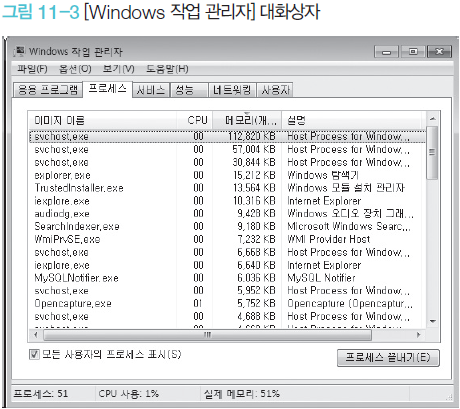 그림 11-3 [Windows 작업 관리자] 대화상자
Windows 작업 관리자
파일(F) 옵션(O) 보기(V) 도움말(H)
응용 프로그램 프로세스 서비스 성능 네트워킹 사용자
이미지 이름 CPU 메모리(개... 설명
svchost.exe 00 112,820 KB Host Process for Window...
svchost.exe 00 57,004 KB Host Process for Window...
svchost.exe 00 30,844 KB Host Process for Window...
explorer.exe 00 15,212 KB Windows 탐색기
TrustedInstaller.exe 00 13,564 KB Windows 모듈 설치 관리자
iexplore.exe 00 10,316 KB Internet Explorer
audiodg.exe 00 9,428 KB Windows 오디오 장치 그래...
SearchIndexer.exe 00 9,180 KB Microsoft Windows Searc...
WmiPrvSE.exe 00 7,232 KB WMI Provider Host
svchost.exe 00 6,668 KB Host Process for Window...
iexplore.exe 00 6,640 KB Internet Explorer
MySQLNotifier.exe 00 6,036 KB MySQL Notifier
svchost.exe 00 5,952 KB Host Process for Window...
Opencapture.exe 01 5,752 KB Opencapture (Opencaptur...
svchost.exe 00 4,688 KB Host Process for Window...
모든 사용자의 프로세스 표시(S)
프로세스 끝내기(E)
프로세스: 51 CPU 사용: 1% 실제 메모리: 51%